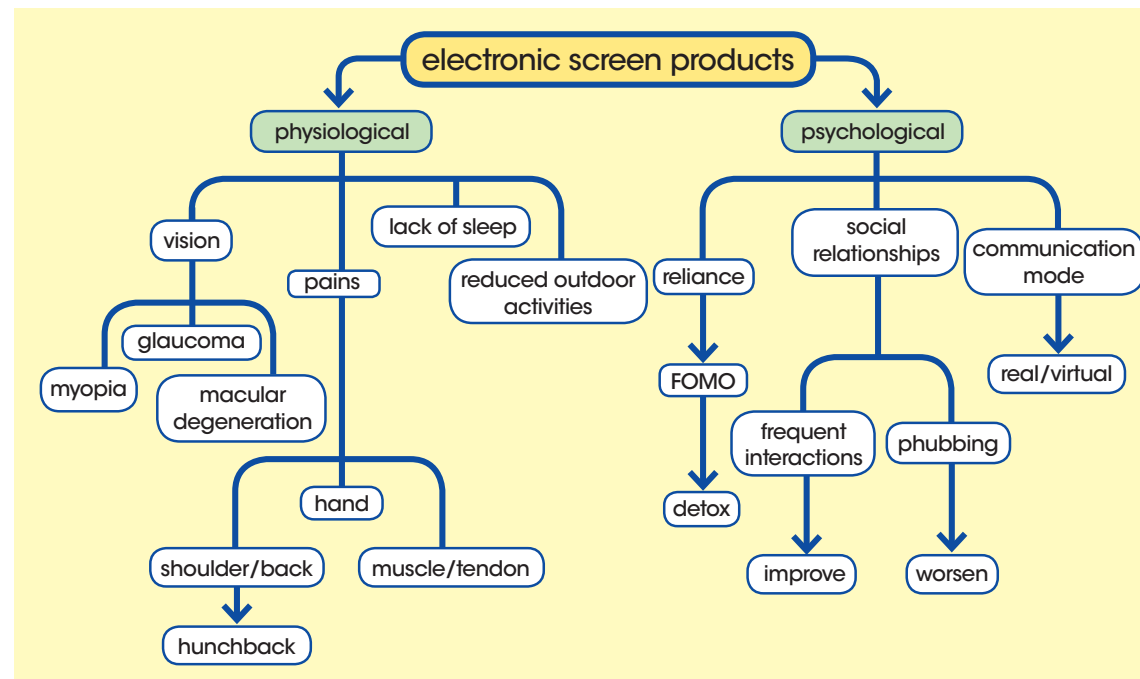 electronic screen products
physiological
psychological
vision
lack of sleep
pains
reduced outdoor
activities
glaucoma
myopia
macular
degeneration
hand
shoulder/back
muscle/tendon
hunchback
reliance
social
relationships
communication
mode
FOMO
real/virtual
frequent
interactions
phubbing
detox
improve
worsen